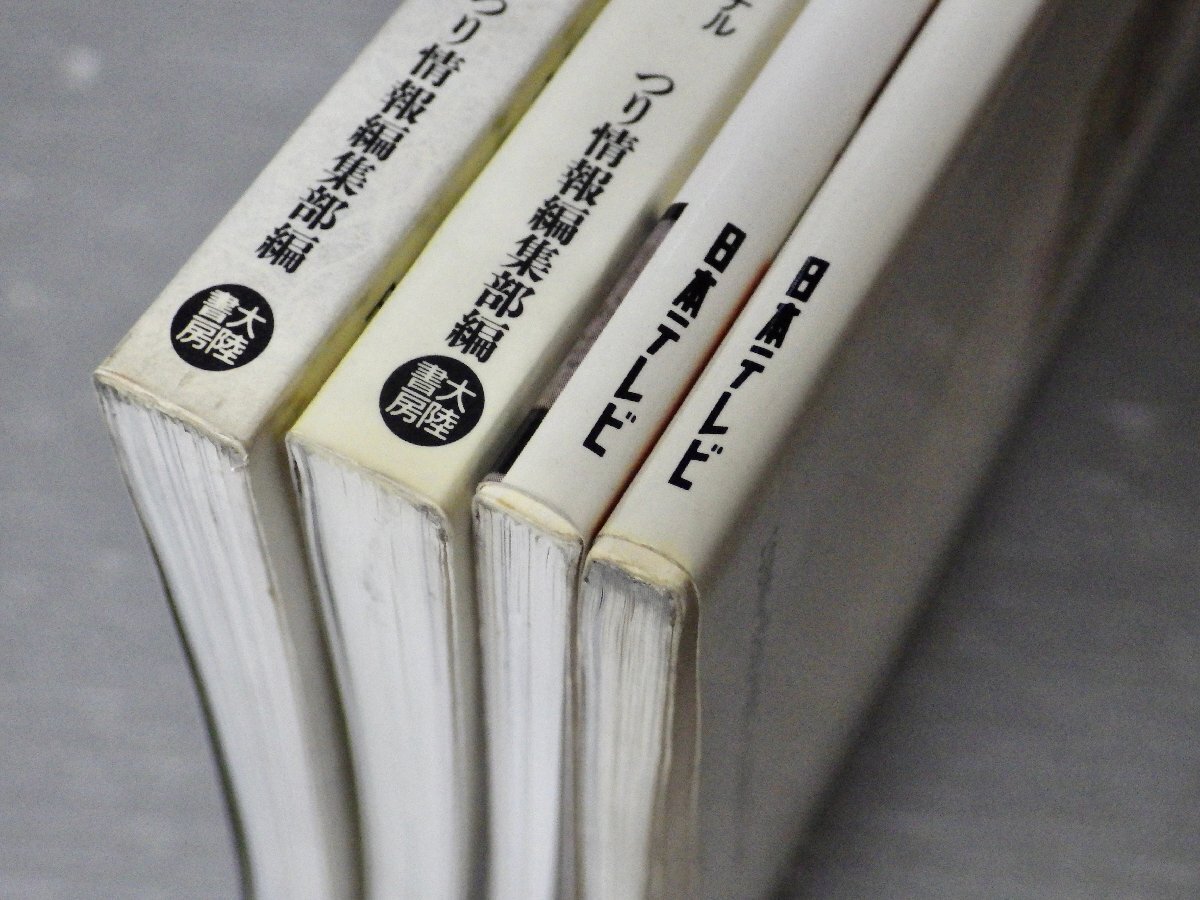 つり情報編集部編
大陸
書房
ナル つり情報編集部編
大陸
書房
日本テレビ
日本テレビ